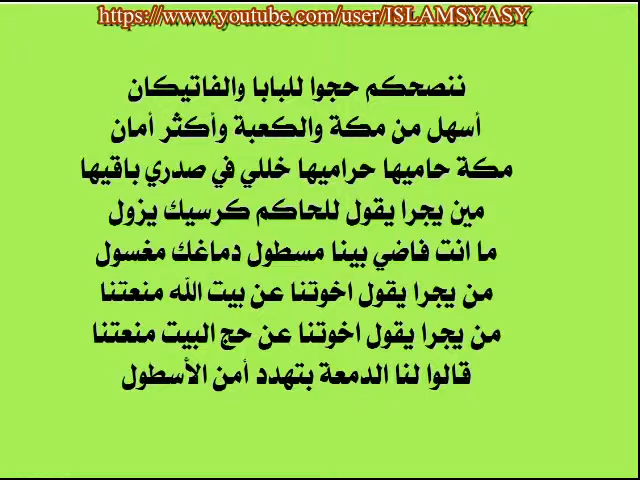 https://www.youtube.com/user/ISLAMSYASY
ننصحكم حجوا للبابا والفاتيكان
أسهل من مكة والكعبة وأكثر أمان
مكة حاميها حراميها خللي في صدري باقيها
مين يجرا يقول للحاكم كرسيك يزول
ما انت فاضي بينا مسطول دماغك مغسول
من يجرا يقول اخوتنا عن بيت الله منعتنا
من يجرا يقول اخوتنا عن حج البيت منعتنا
قالوا لنا الدمعة بتهدد أمن الأسطول